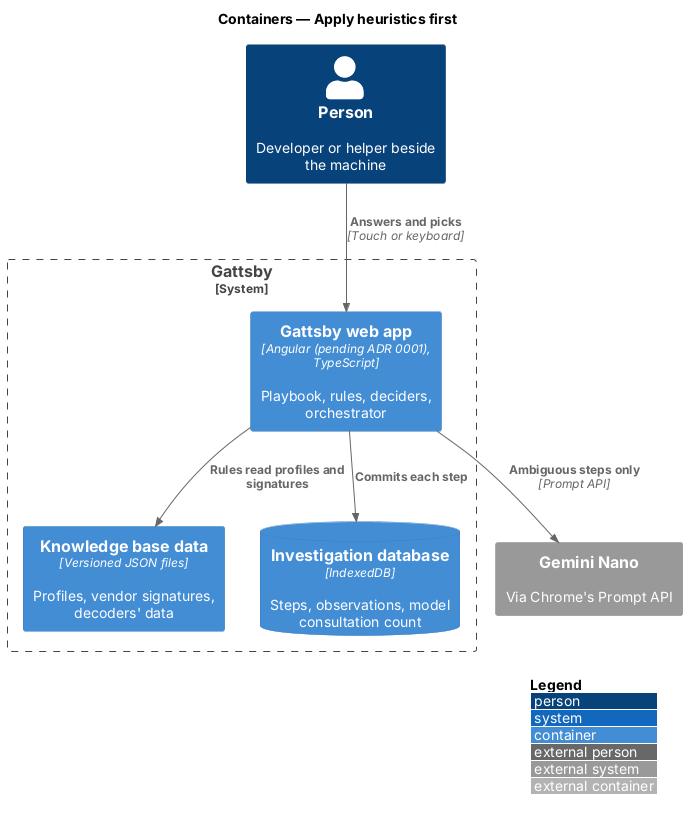 Containers — Apply heuristics first
Person
Developer or helper beside
the machine
Answers and picks
[Touch or keyboard]
Gattsby
[System]
Gattsby web app
[Angular (pending ADR 0001),
TypeScript]
Playbook, rules, deciders,
orchestrator
Rules read profiles and
signatures
Commits each step
Ambiguous steps only
[Prompt API]
Knowledge base data
[Versioned JSON files]
Profiles, vendor signatures,
decoders' data
Investigation database
[IndexedDB]
Steps, observations, model
consultation count
Gemini Nano
Via Chrome's Prompt API
Legend
person
system
container
external person
external system
external container